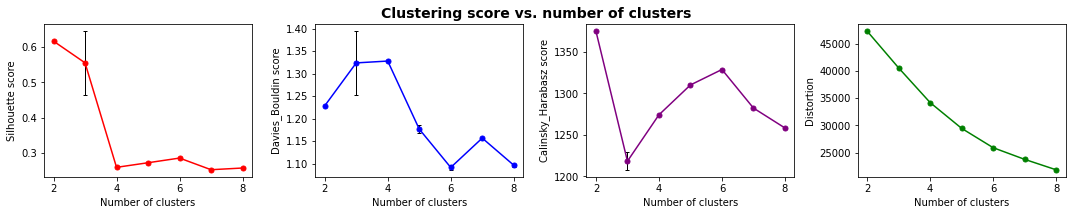 Clustering score vs. number of clusters
Silhouette score
0.6
0.5
0.4
0.3
2 4 6 8
Number of clusters
Davies_Bouldin score
1.40
1.35
1.30
1.25
1.20
1.15
1.10
2 4 6 8
Number of clusters
Calinsky_Harabasz score
1350
1300
1250
1200
2 4 6 8
Number of clusters
Distortion
45000
40000
35000
30000
25000
2 4 6 8
Number of clusters